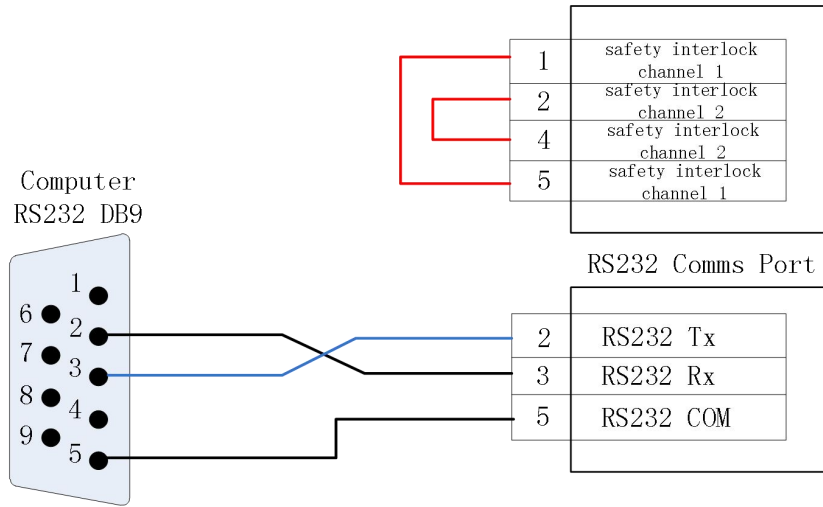 1
safety interlock
channel 1
2
safety interlock
channel 2
4
safety interlock
channel 2
5
safety interlock
channel 1
Computer
RS232 DB9
1
6
2
7
3
8
4
9
5
RS232 Comms Port
2 RS232 Tx
3 RS232 Rx
5 RS232 COM